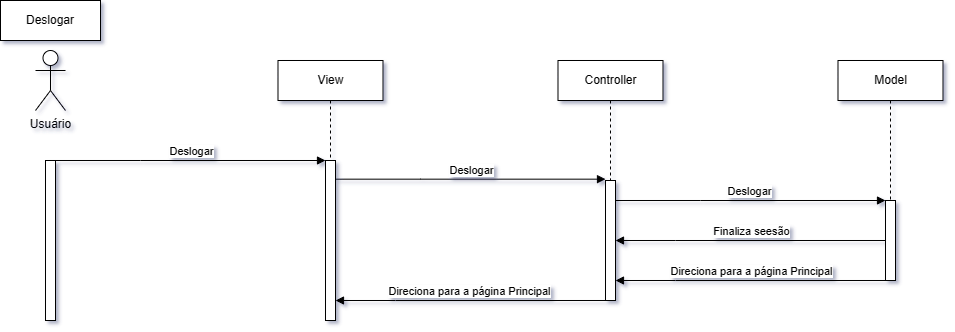 Deslogar
Usuário
View
Controller
Model
Deslogar
Deslogar
Deslogar
Finaliza seesão
Direciona para a página Principal
Direciona para a página Principal